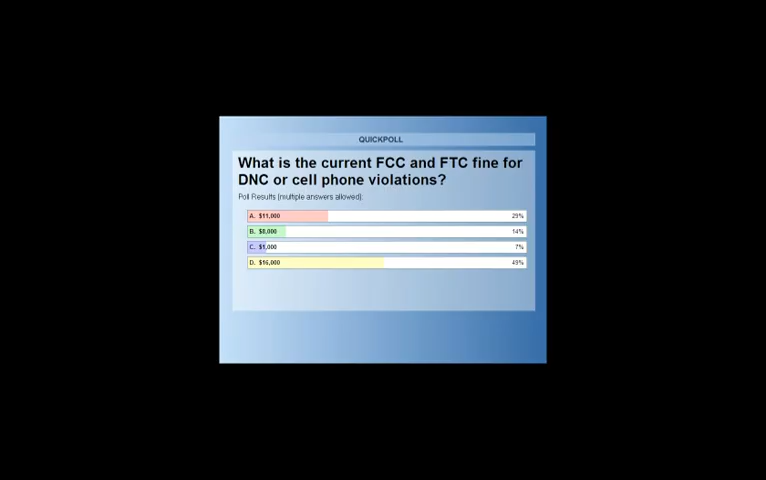 QUICKPOLL
What is the current FCC and FTC fine for
DNC or cell phone violations?
Poll Results (multiple answers allowed):
A. $11,000 29%
B. $8,000 14%
C. $1,000 7%
D. $16,000 49%